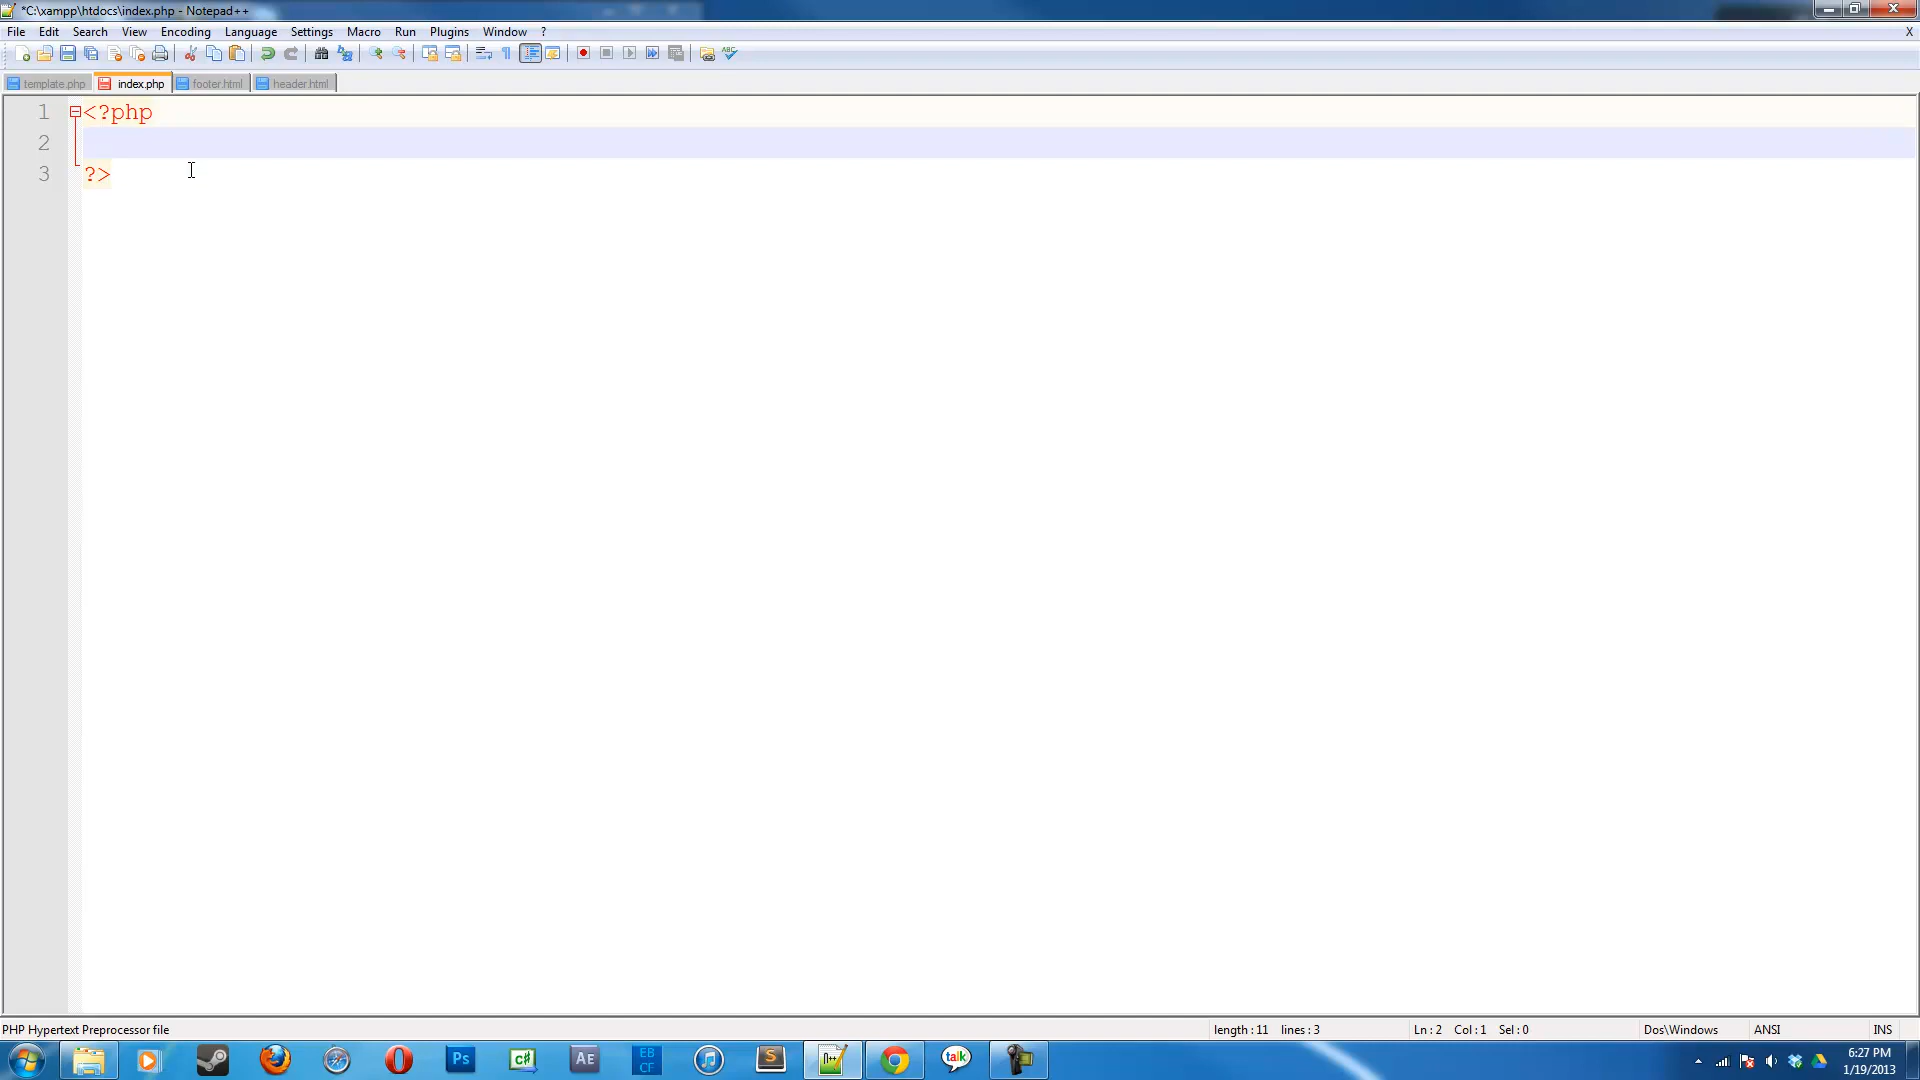 *C:\xampp\htdocs\index.php - Notepad++
File Edit Search View Encoding Language Settings Macro Run Plugins Window ? X
template.php index.php footer.html header.html
1 <?php
2
3 ?>
PHP Hypertext Preprocessor file length : 11 lines : 3 Ln : 2 Col : 1 Sel : 0 Dos\Windows ANSI INS
Ps C# AE EB CF S n++ talk 6:27 PM
1/19/2013